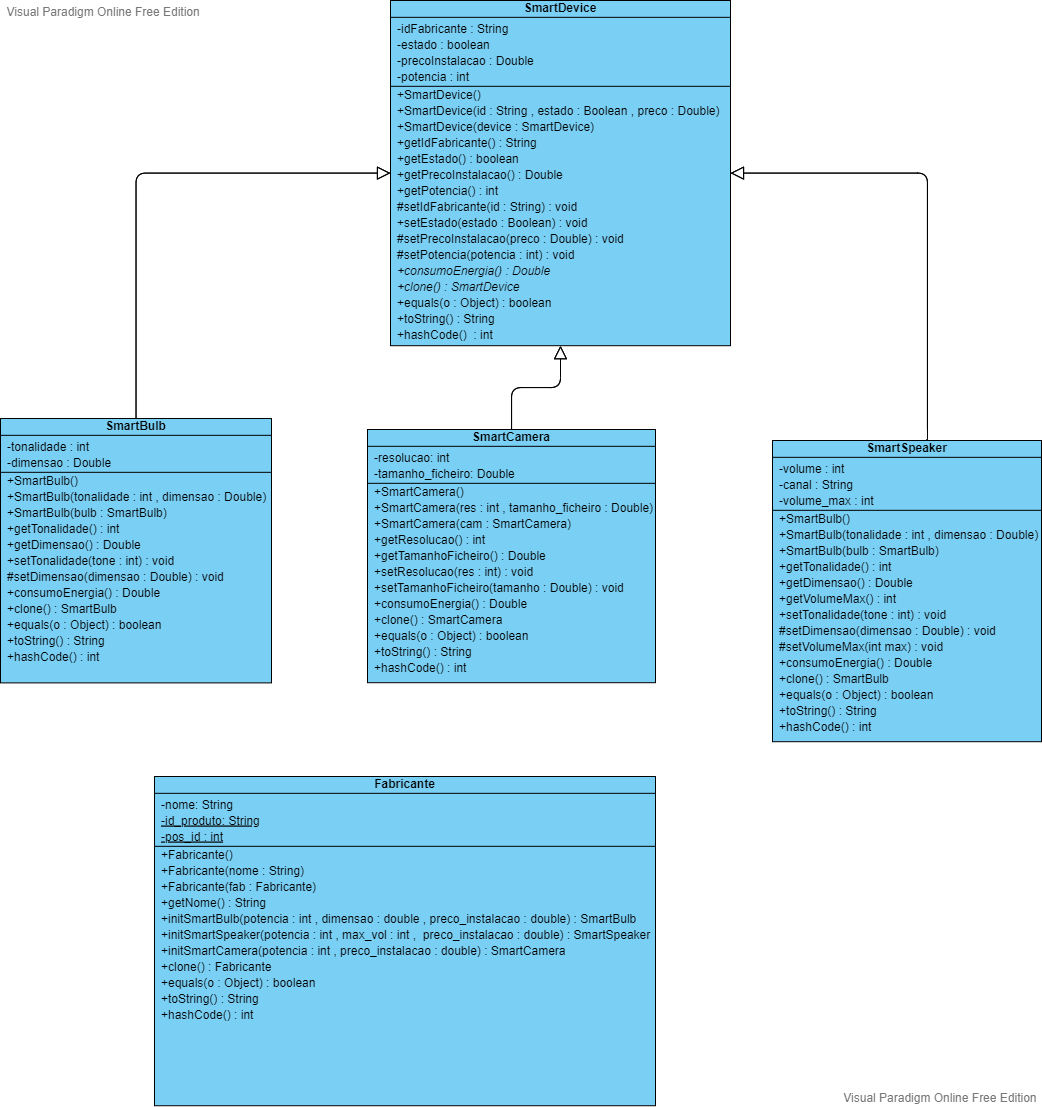 Visual Paradigm Online Free Edition
SmartDevice
-idFabricante : String
-estado : boolean
-precoInstalacao : Double
-potencia : int
+SmartDevice()
+SmartDevice(id : String , estado : Boolean , preco : Double)
+SmartDevice(device : SmartDevice)
+getIdFabricante() : String
+getEstado() : boolean
+getPrecoInstalacao() : Double
+getPotencia() : int
#setIdFabricante(id : String) : void
+setEstado(estado : Boolean) : void
#setPrecoInstalacao(preco : Double) : void
#setPotencia(potencia : int) : void
+consumoEnergia() : Double
+clone() : SmartDevice
+equals(o : Object) : boolean
+toString() : String
+hashCode()  : int
SmartBulb
-tonalidade : int
-dimensao : Double
+SmartBulb()
+SmartBulb(tonalidade : int , dimensao : Double)
+SmartBulb(bulb : SmartBulb)
+getTonalidade() : int
+getDimensao() : Double
+setTonalidade(tone : int) : void
#setDimensao(dimensao : Double) : void
+consumoEnergia() : Double
+clone() : SmartBulb
+equals(o : Object) : boolean
+toString() : String
+hashCode() : int
SmartCamera
-resolucao: int
-tamanho_ficheiro: Double
+SmartCamera()
+SmartCamera(res : int , tamanho_ficheiro : Double)
+SmartCamera(cam : SmartCamera)
+getResolucao() : int
+getTamanhoFicheiro() : Double
+setResolucao(res : int) : void
+setTamanhoFicheiro(tamanho : Double) : void
+consumoEnergia() : Double
+clone() : SmartCamera
+equals(o : Object) : boolean
+toString() : String
+hashCode() : int
SmartSpeaker
-volume : int
-canal : String
-volume_max : int
+SmartBulb()
+SmartBulb(tonalidade : int , dimensao : Double)
+SmartBulb(bulb : SmartBulb)
+getTonalidade() : int
+getDimensao() : Double
+getVolumeMax() : int
+setTonalidade(tone : int) : void
#setDimensao(dimensao : Double) : void
#setVolumeMax(int max) : void
+consumoEnergia() : Double
+clone() : SmartBulb
+equals(o : Object) : boolean
+toString() : String
+hashCode() : int
Fabricante
-nome: String
-id_produto: String
-pos_id : int
+Fabricante()
+Fabricante(nome : String)
+Fabricante(fab : Fabricante)
+getNome() : String
+initSmartBulb(potencia : int , dimensao : double , preco_instalacao : double) : SmartBulb
+initSmartSpeaker(potencia : int , max_vol : int ,  preco_instalacao : double) : SmartSpeaker
+initSmartCamera(potencia : int , preco_instalacao : double) : SmartCamera
+clone() : Fabricante
+equals(o : Object) : boolean
+toString() : String
+hashCode() : int
Visual Paradigm Online Free Edition